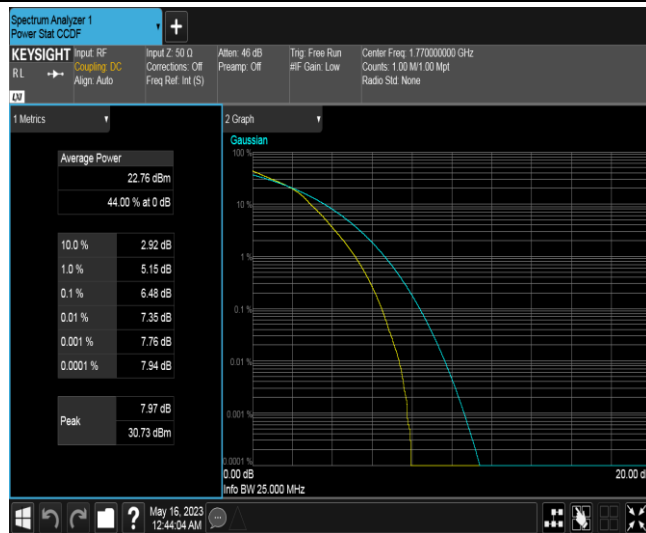 Spectrum Analyzer 1
Power Stat CCDF
KEYSIGHT Input: RF Input Z: 50 Ω Atten: 46 dB Trig: Free Run Center Freq: 1.770000000 GHz
RL Coupling: DC Corrections: Off Preamp: Off #IF Gain: Low Counts: 1.00 M/1.00 Mpt
Align: Auto Freq Ref: Int (S) Radio Std: None
1 Metrics
Average Power
22.76 dBm
44.00 % at 0 dB
10.0 % 2.92 dB
1.0 % 5.15 dB
0.1 % 6.48 dB
0.01 % 7.35 dB
0.001 % 7.76 dB
0.0001 % 7.94 dB
Peak 7.97 dB
30.73 dBm
2 Graph
Gaussian
100 %
10 %
1 %
0.1 %
0.01 %
0.001 %
0.0001 %
0.00 dB 20.00 d
Info BW 25.000 MHz
? May 16, 2023
12:44:04 AM